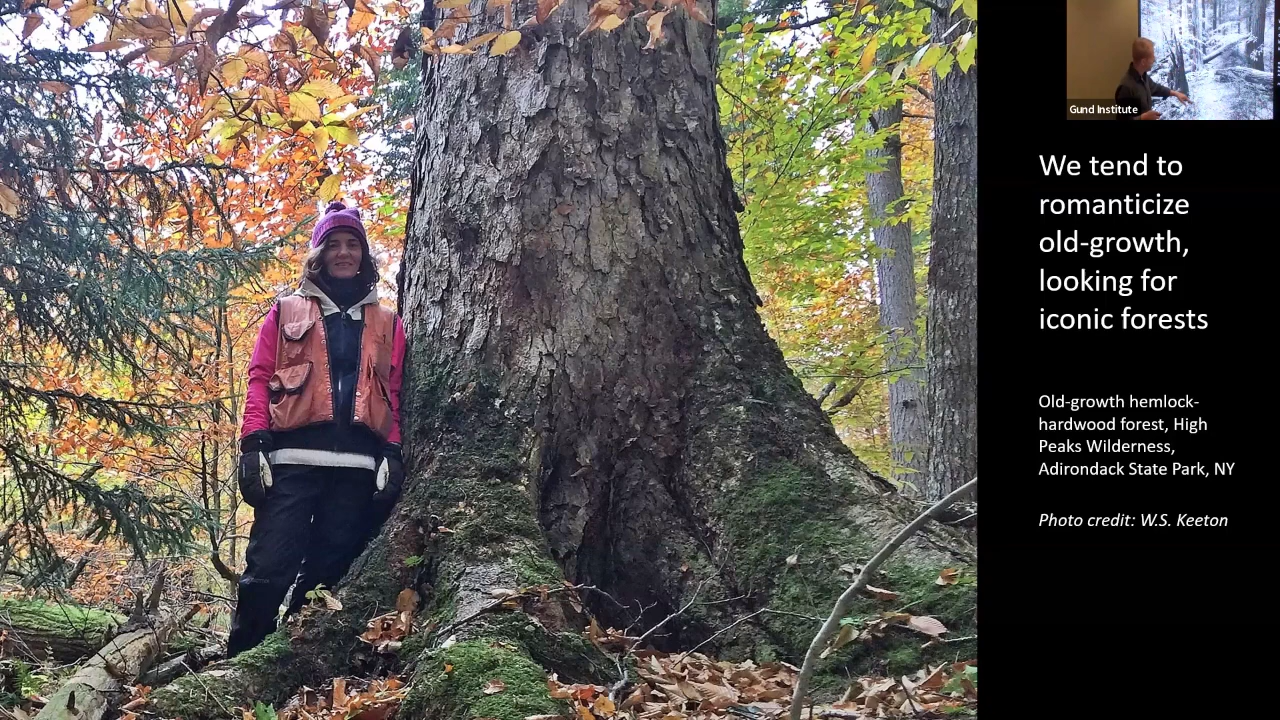 Gund Institute
We tend to
romanticize
old-growth,
looking for
iconic forests
Old-growth hemlock-
hardwood forest, High
Peaks Wilderness,
Adirondack State Park, NY
Photo credit: W.S. Keeton